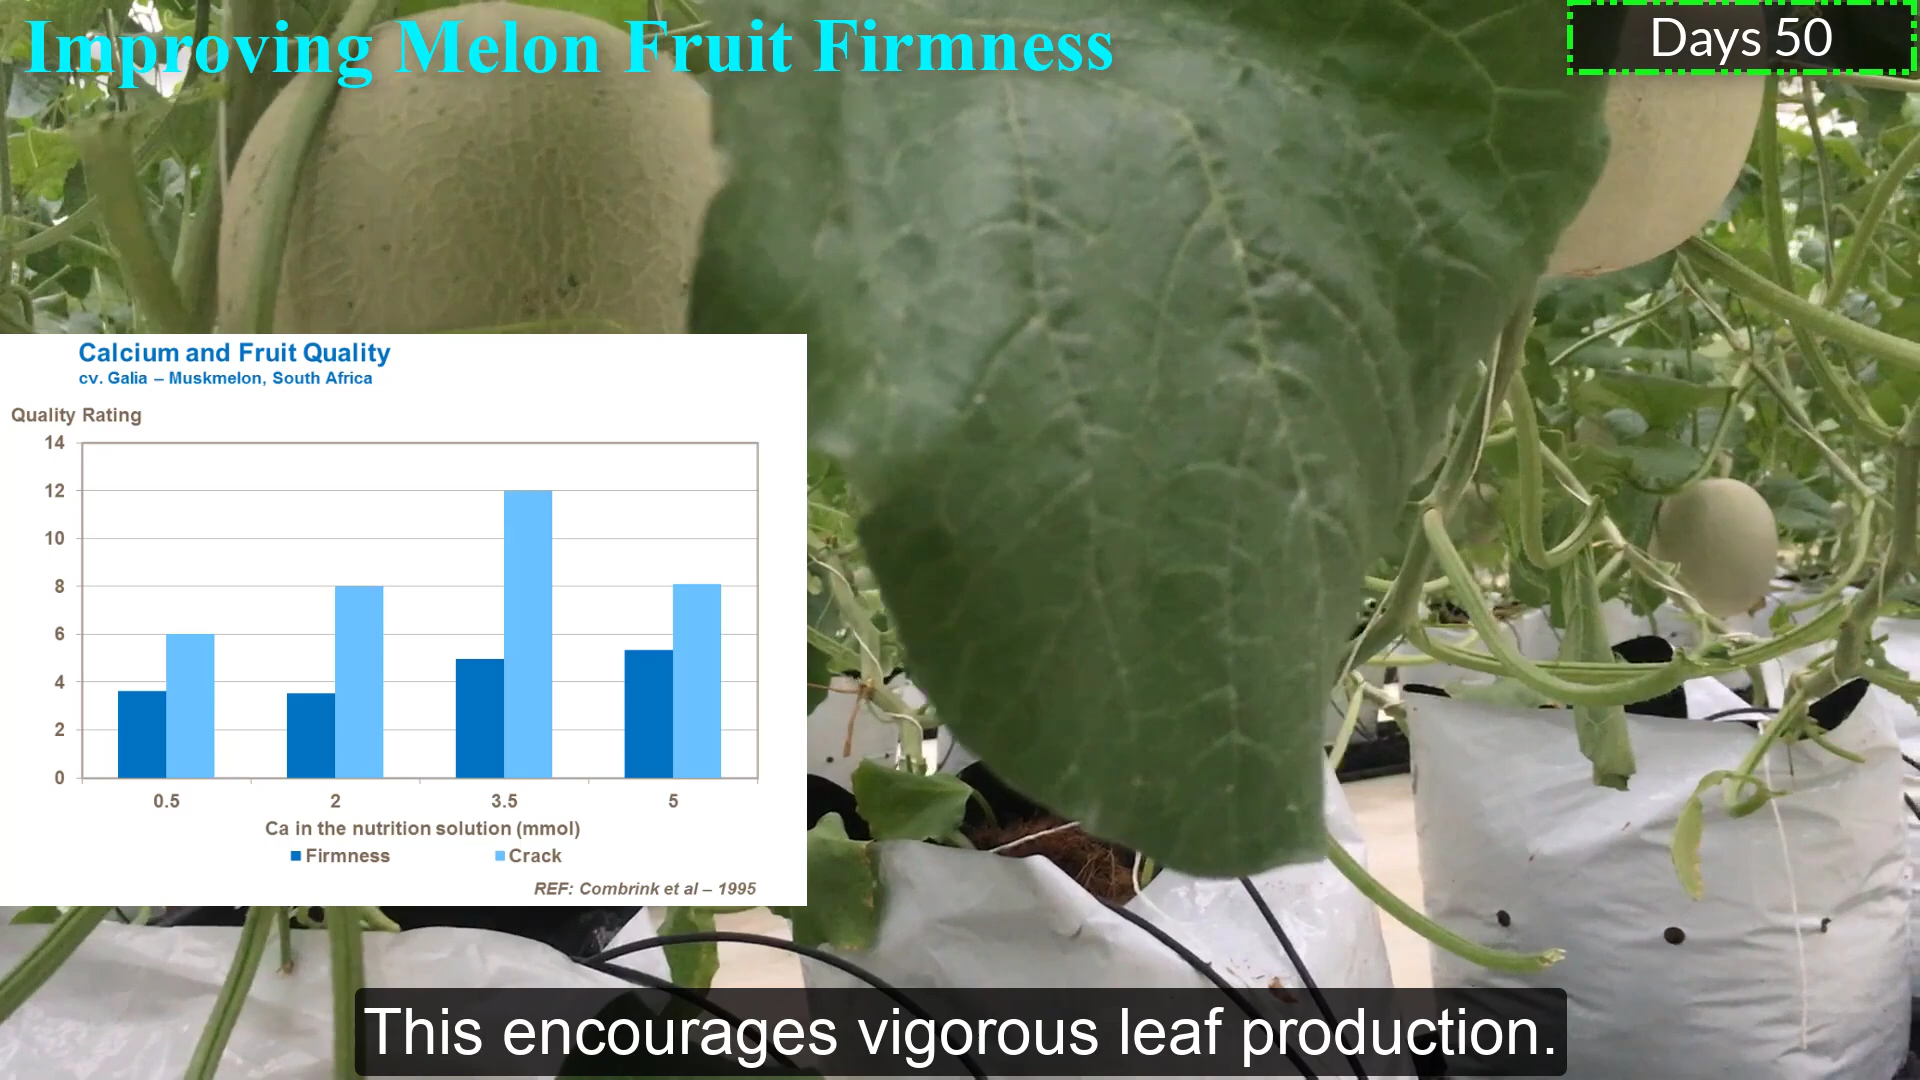 Improving Melon Fruit Firmness
Days 50
Calcium and Fruit Quality
cv. Galia – Muskmelon, South Africa
Quality Rating
14
12
10
8
6
4
2
0
0.5 2 3.5 5
Ca in the nutrition solution (mmol)
Firmness Crack
REF: Combrink et al – 1995
This encourages vigorous leaf production.